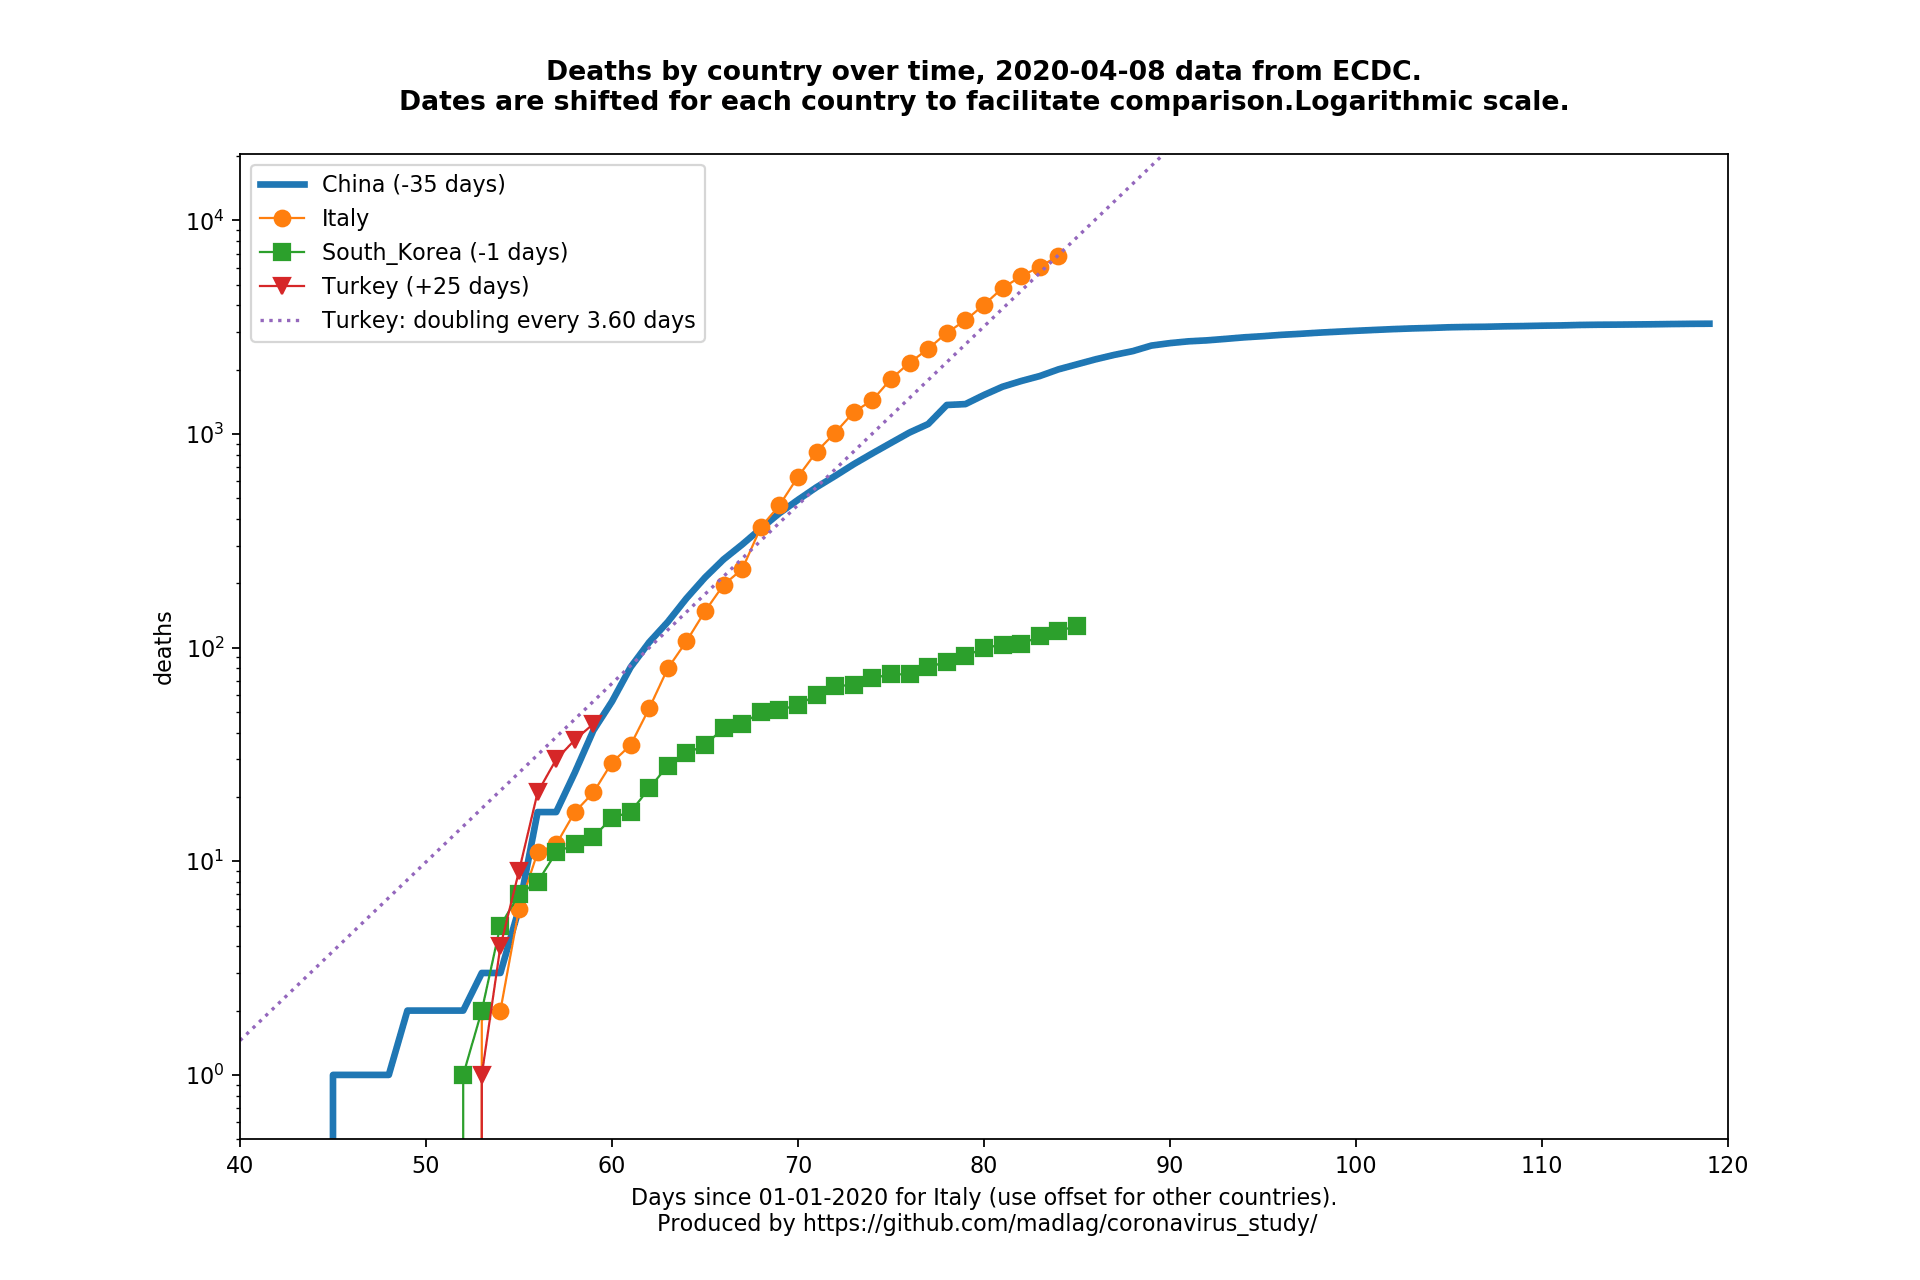 Deaths by country over time, 2020-04-08 data from ECDC.
Dates are shifted for each country to facilitate comparison.Logarithmic scale.
China (-35 days)
Italy
South_Korea (-1 days)
Turkey (+25 days)
Turkey: doubling every 3.60 days
10⁴
10³
10²
10¹
10⁰
deaths
40 50 60 70 80 90 100 110 120
Days since 01-01-2020 for Italy (use offset for other countries).
Produced by https://github.com/madlag/coronavirus_study/